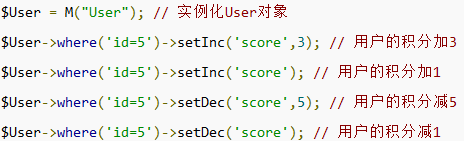 $User = M("User"); // 实例化User对象
$User->where('id=5')->setInc('score',3); // 用户的积分加3
$User->where('id=5')->setInc('score'); // 用户的积分加1
$User->where('id=5')->setDec('score',5); // 用户的积分减5
$User->where('id=5')->setDec('score'); // 用户的积分减1